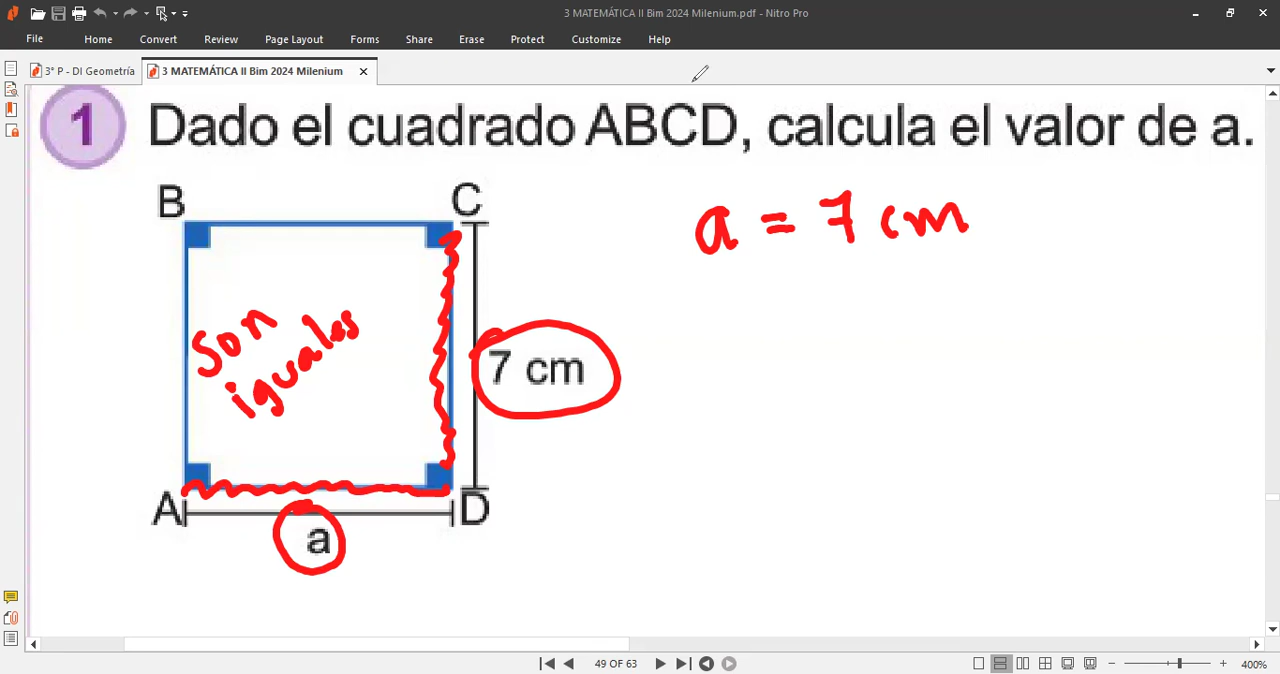 3 MATEMÁTICA II Bim 2024 Milenium.pdf - Nitro Pro
File Home Convert Review Page Layout Forms Share Erase Protect Customize Help
3° P - DI Geometría 3 MATEMÁTICA II Bim 2024 Milenium
1 Dado el cuadrado ABCD, calcula el valor de a.
B C
a = 7 cm
Son
iguales
7 cm
A D
a
49 OF 63
400%